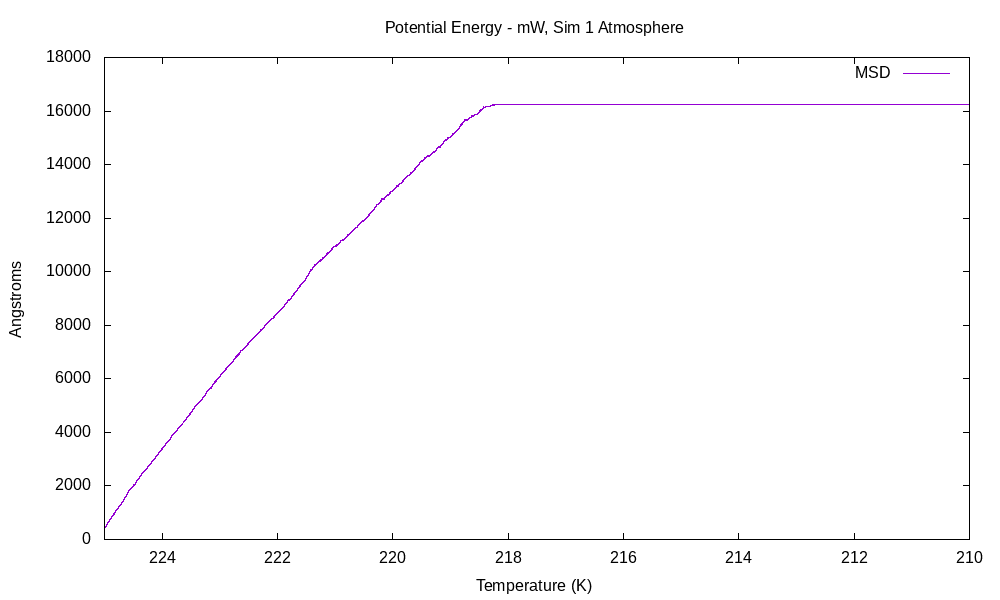 Potential Energy - mW, Sim 1 Atmosphere
MSD
18000
16000
14000
12000
10000
8000
6000
4000
2000
0
Angstroms
224 222 220 218 216 214 212 210
Temperature (K)